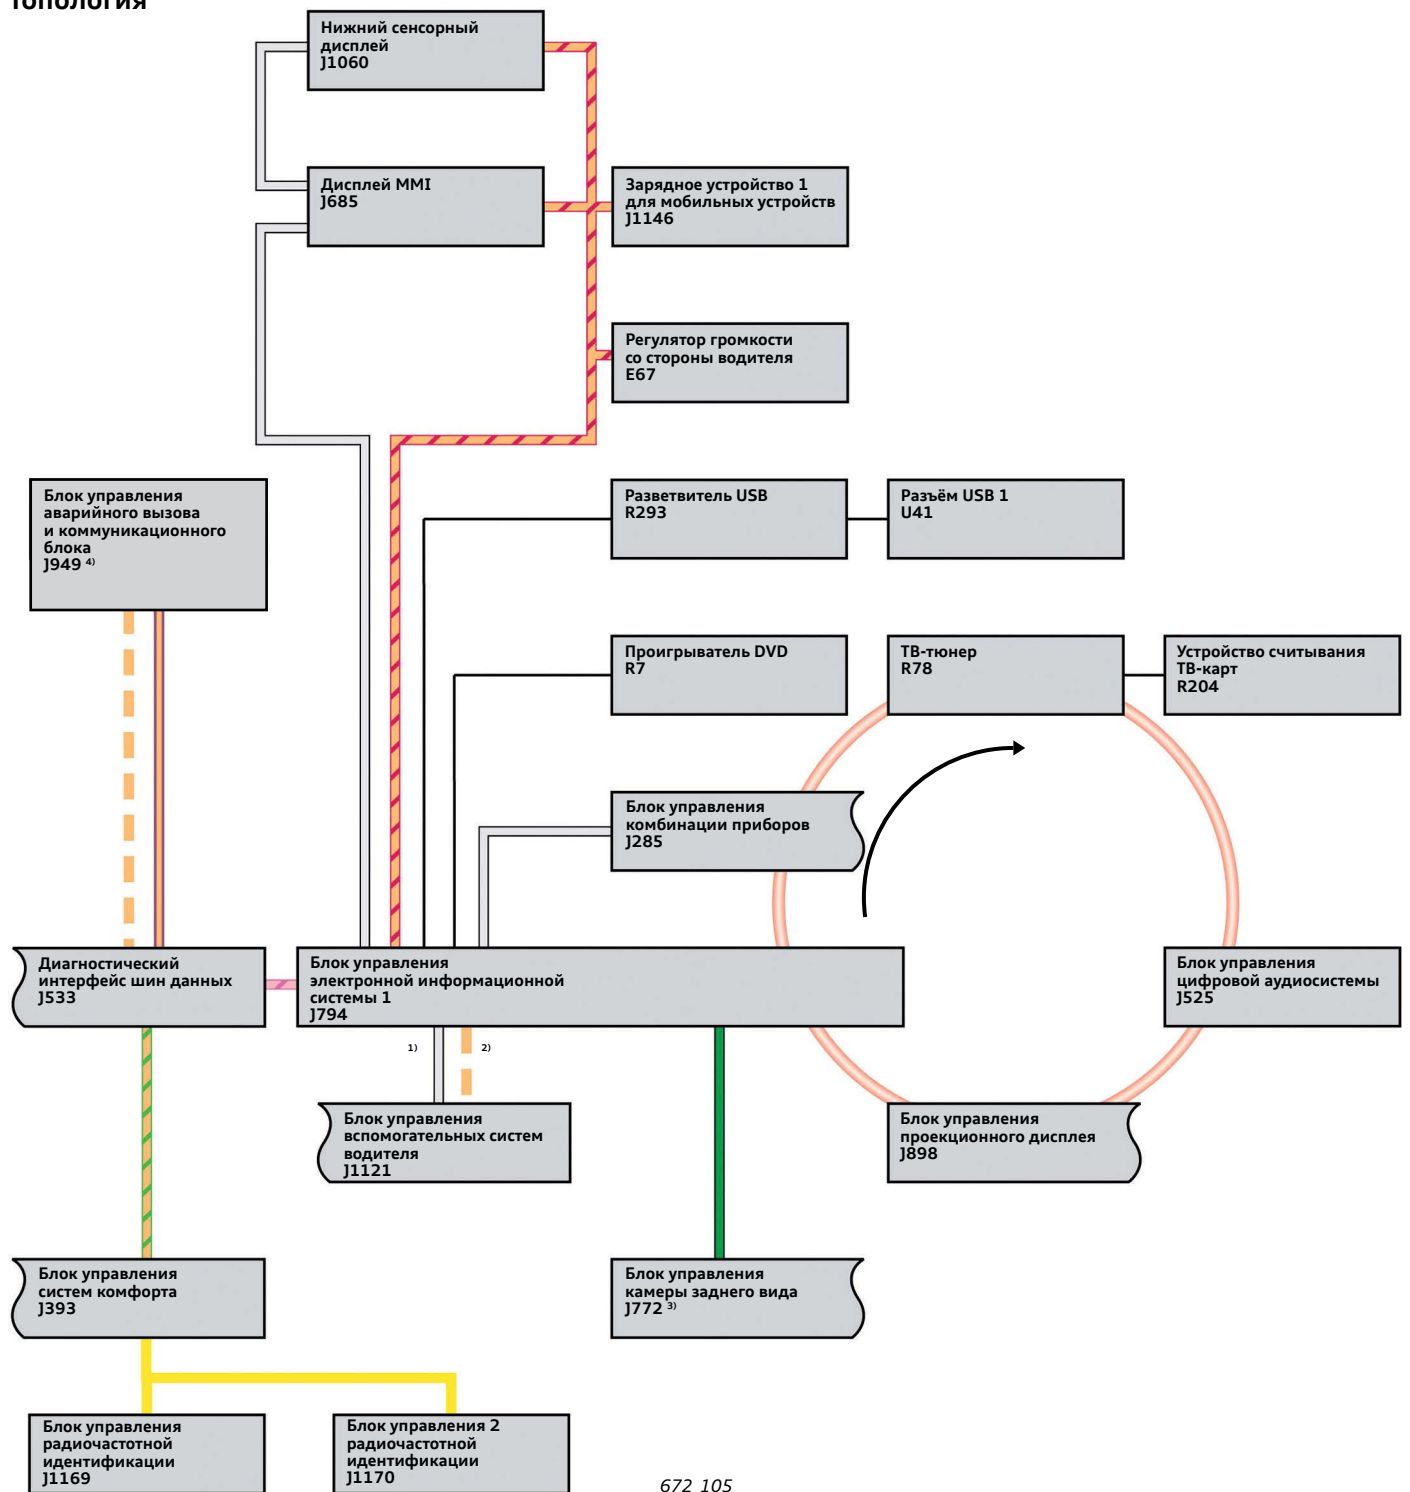 Топология
Нижний сенсорный
дисплей
J1060
Дисплей MMI
J685
Зарядное устройство 1
для мобильных устройств
J1146
Регулятор громкости
со стороны водителя
E67
Блок управления
аварийного вызова
и коммуникационного
блока
J949 4)
Разветвитель USB
R293
Разъём USB 1
U41
Проигрыватель DVD
R7
ТВ-тюнер
R78
Устройство считывания
ТВ-карт
R204
Блок управления
комбинации приборов
J285
Диагностический
интерфейс шин данных
J533
Блок управления
электронной информационной
системы 1
J794
Блок управления
цифровой аудиосистемы
J525
1)
2)
Блок управления
вспомогательных систем
водителя
J1121
Блок управления
проекционного дисплея
J898
Блок управления
систем комфорта
J393
Блок управления
камеры заднего вида
J772 3)
Блок управления
радиочастотной
идентификации
J1169
Блок управления 2
радиочастотной
идентификации
J1170
672_105